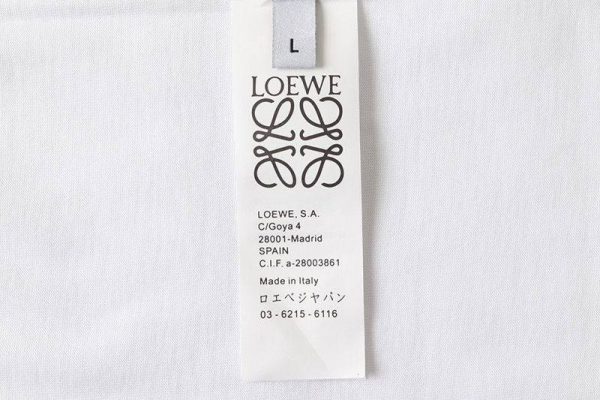 L
LOEWE
LOEWE, S.A.
C/Goya 4
28001-Madrid
SPAIN
C.I.F. a-28003861
Made in Italy
ロエベジャパン
03 - 6215 - 6116